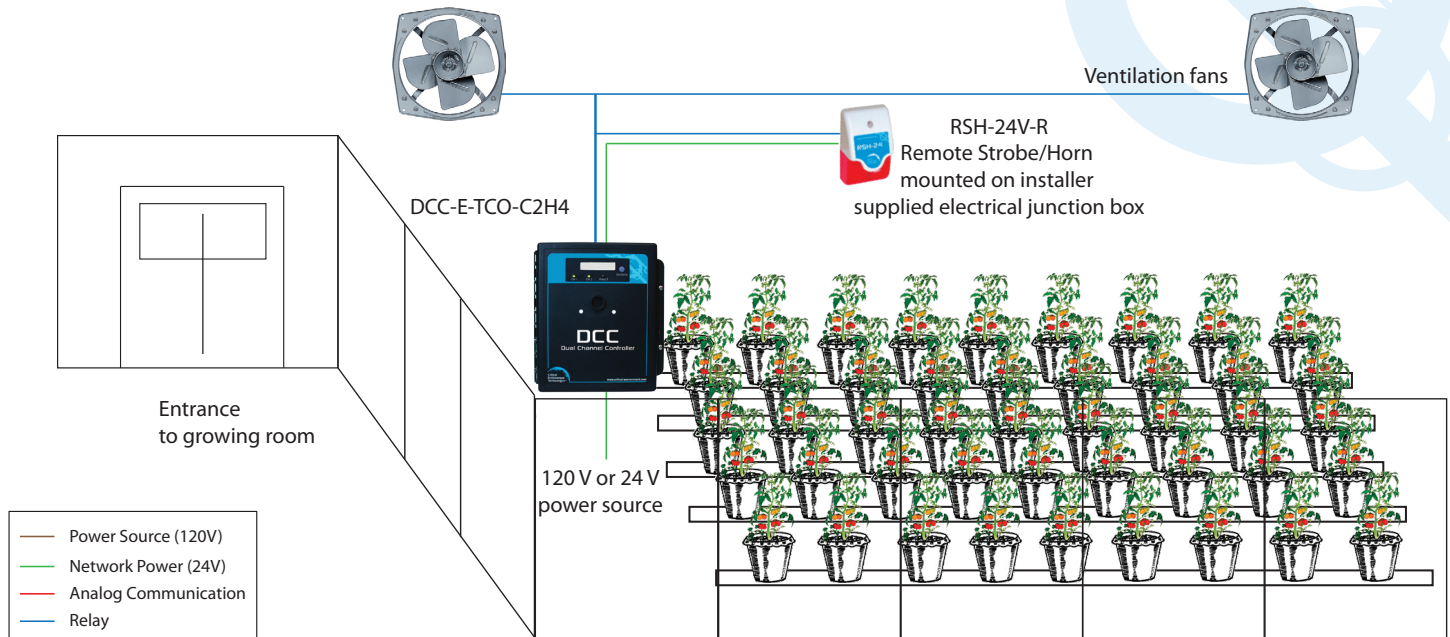 Ventilation fans
RSH-24V-R
Remote Strobe/Horn
mounted on installer
supplied electrical junction box
RSH-24
DCC-E-TCO-C2H4
DCC
Dual Channel Controller
Entrance
to growing room
120 V or 24 V
power source
Power Source (120V)
Network Power (24V)
Analog Communication
Relay